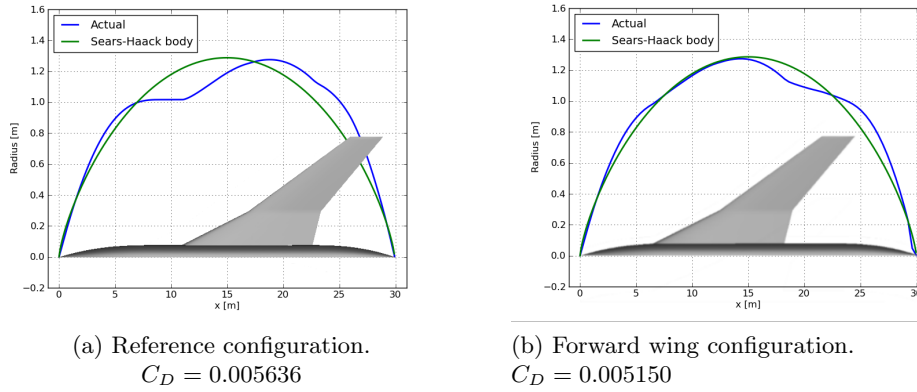 1.6
1.4
1.2
1.0
0.8
0.6
0.4
0.2
0.0
−0.2
Radius [m]
Actual
Sears-Haack body
0 5 10 15 20 25 30
x [m]
(a) Reference configuration.
C_D = 0.005636
1.6
1.4
1.2
1.0
0.8
0.6
0.4
0.2
0.0
−0.2
Radius [m]
Actual
Sears-Haack body
0 5 10 15 20 25 30
x [m]
(b) Forward wing configuration.
C_D = 0.005150